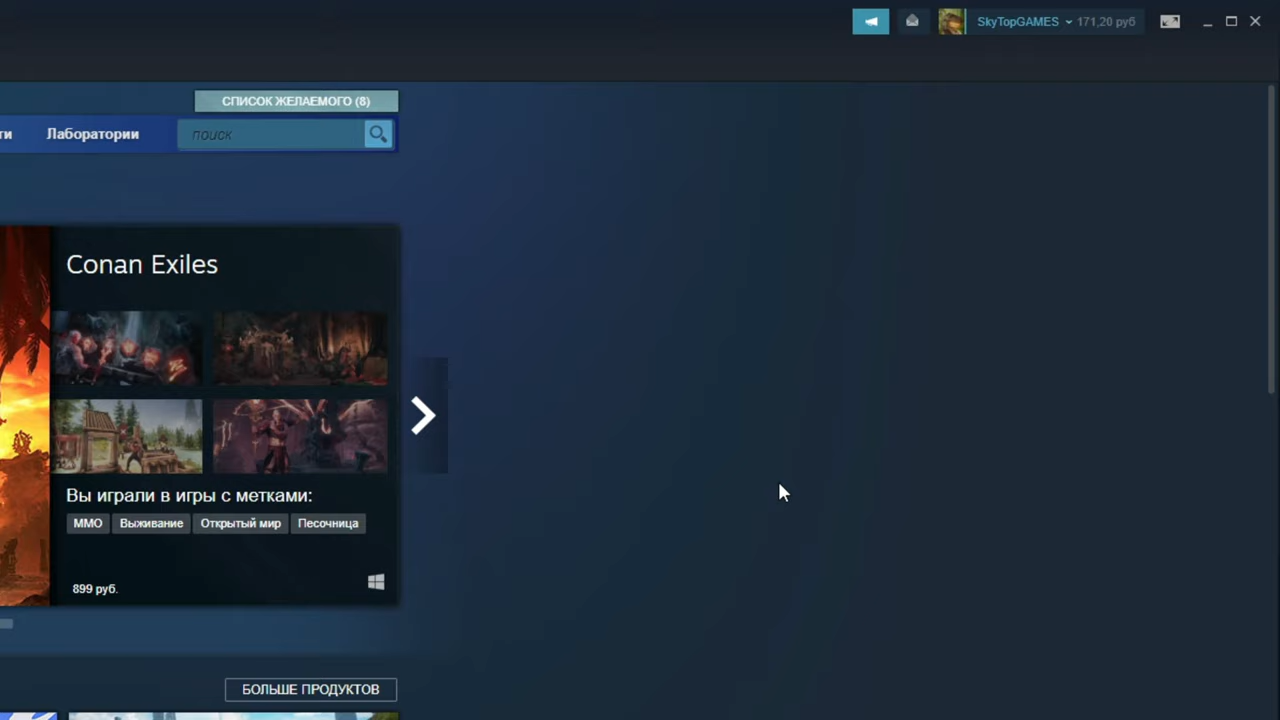 SkyTopGAMES 171,20 руб
СПИСОК ЖЕЛАЕМОГО (8)
ти Лаборатории поиск
Conan Exiles
Вы играли в игры с метками:
MMO Выживание Открытый мир Песочница
899 руб.
БОЛЬШЕ ПРОДУКТОВ